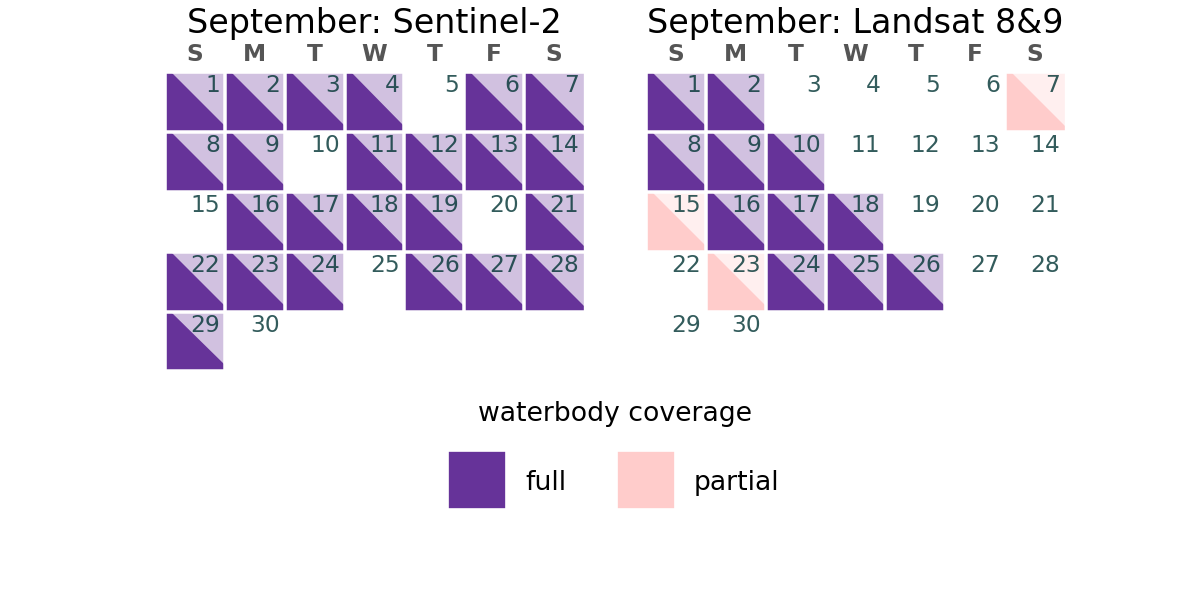 September: Sentinel-2
S M T W T F S
1 2 3 4 5 6 7
8 9 10 11 12 13 14
15 16 17 18 19 20 21
22 23 24 25 26 27 28
29 30
September: Landsat 8&9
S M T W T F S
1 2 3 4 5 6 7
8 9 10 11 12 13 14
15 16 17 18 19 20 21
22 23 24 25 26 27 28
29 30
waterbody coverage
full
partial